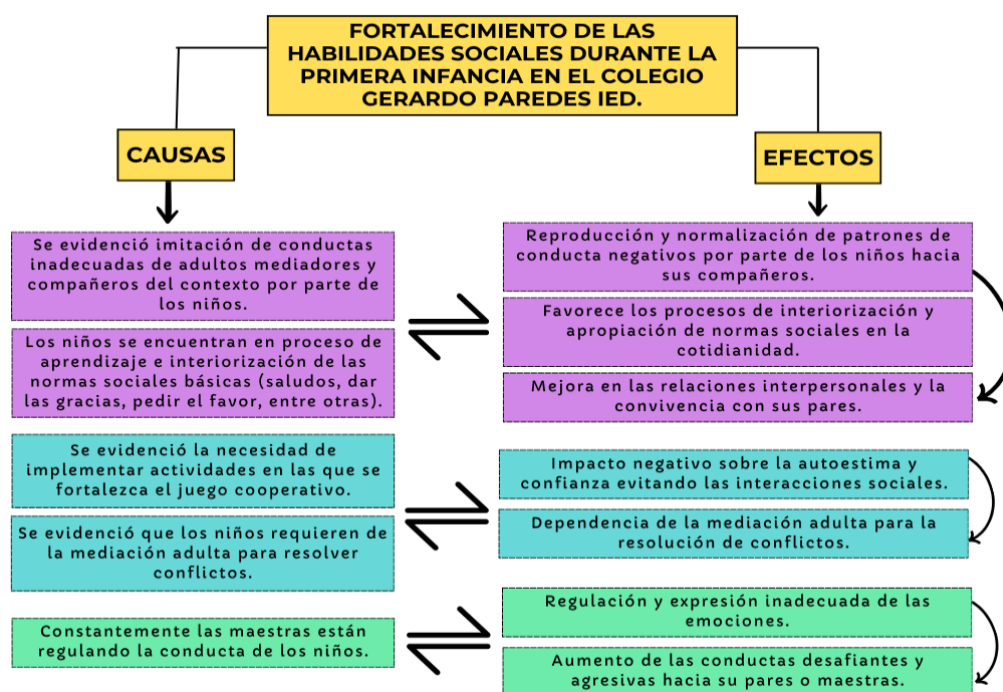 FORTALECIMIENTO DE LAS
HABILIDADES SOCIALES DURANTE LA
PRIMERA INFANCIA EN EL COLEGIO
GERARDO PAREDES IED.
CAUSAS
EFECTOS
Se evidenció imitación de conductas
inadecuadas de adultos mediadores y
compañeros del contexto por parte de
los niños.
Los niños se encuentran en proceso de
aprendizaje e interiorización de las
normas sociales básicas (saludos, dar
las gracias, pedir el favor, entre otras).
Reproducción y normalización de patrones de
conducta negativos por parte de los niños hacia
sus compañeros.
Favorece los procesos de interiorización y
apropiación de normas sociales en la
cotidianidad.
Mejora en las relaciones interpersonales y la
convivencia con sus pares.
Se evidenció la necesidad de
implementar actividades en las que se
fortalezca el juego cooperativo.
Se evidenció que los niños requieren de
la mediación adulta para resolver
conflictos.
Impacto negativo sobre la autoestima y
confianza evitando las interacciones sociales.
Dependencia de la mediación adulta para la
resolución de conflictos.
Constantemente las maestras están
regulando la conducta de los niños.
Regulación y expresión inadecuada de las
emociones.
Aumento de las conductas desafiantes y
agresivas hacia su pares o maestras.